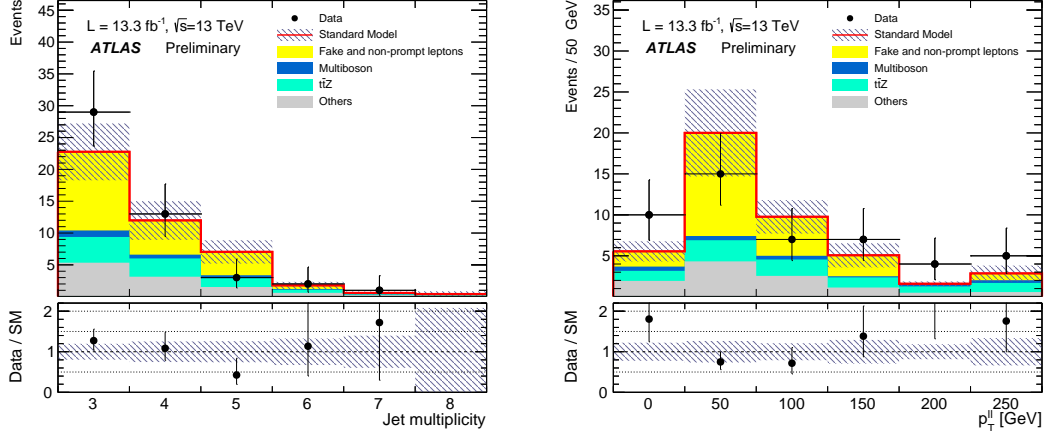 Events
45
40
35
30
25
20
15
10
5
L = 13.3 fb⁻¹, √s=13 TeV
ATLAS Preliminary
Data
Standard Model
Fake and non-prompt leptons
Multiboson
tt̄Z
Others
Data / SM
2
1
0
3 4 5 6 7 8
Jet multiplicity
Events / 50 GeV
35
30
25
20
15
10
5
L = 13.3 fb⁻¹, √s=13 TeV
ATLAS Preliminary
Data
Standard Model
Fake and non-prompt leptons
Multiboson
tt̄Z
Others
Data / SM
2
1
0
0 50 100 150 200 250
p_T^ll [GeV]